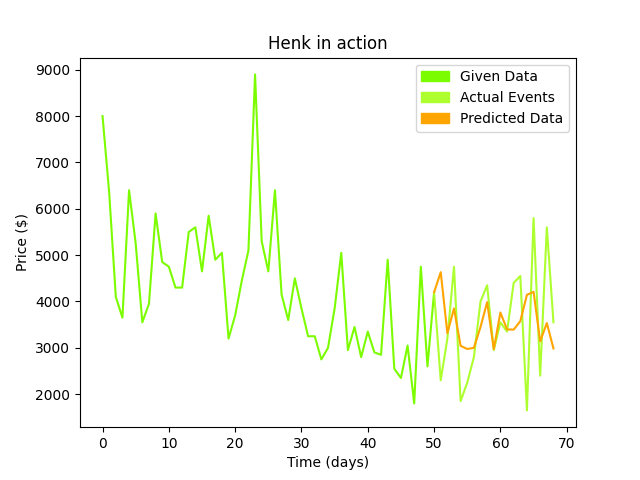 Henk in action
Given Data
Actual Events
Predicted Data
Price ($)
9000
8000
7000
6000
5000
4000
3000
2000
0 10 20 30 40 50 60 70
Time (days)